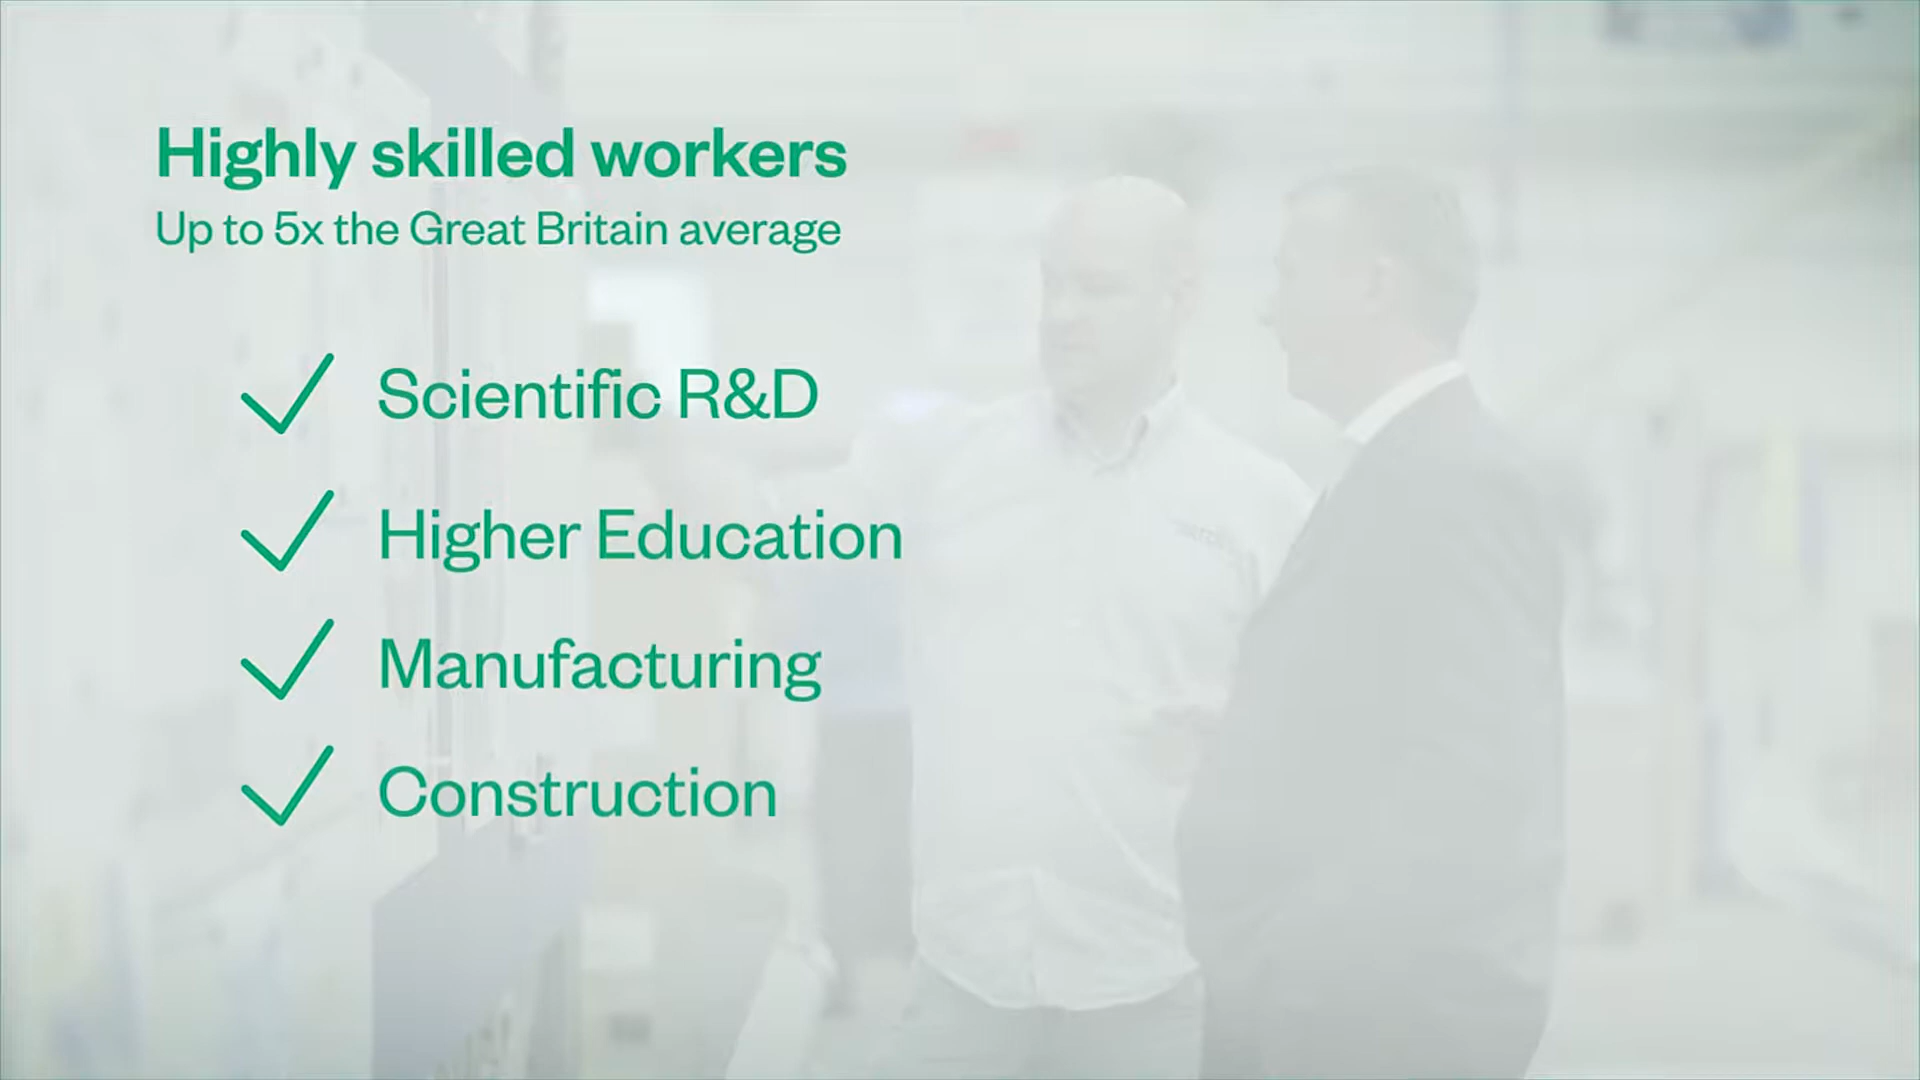 Highly skilled workers
Up to 5x the Great Britain average
Scientific R&D
Higher Education
Manufacturing
Construction